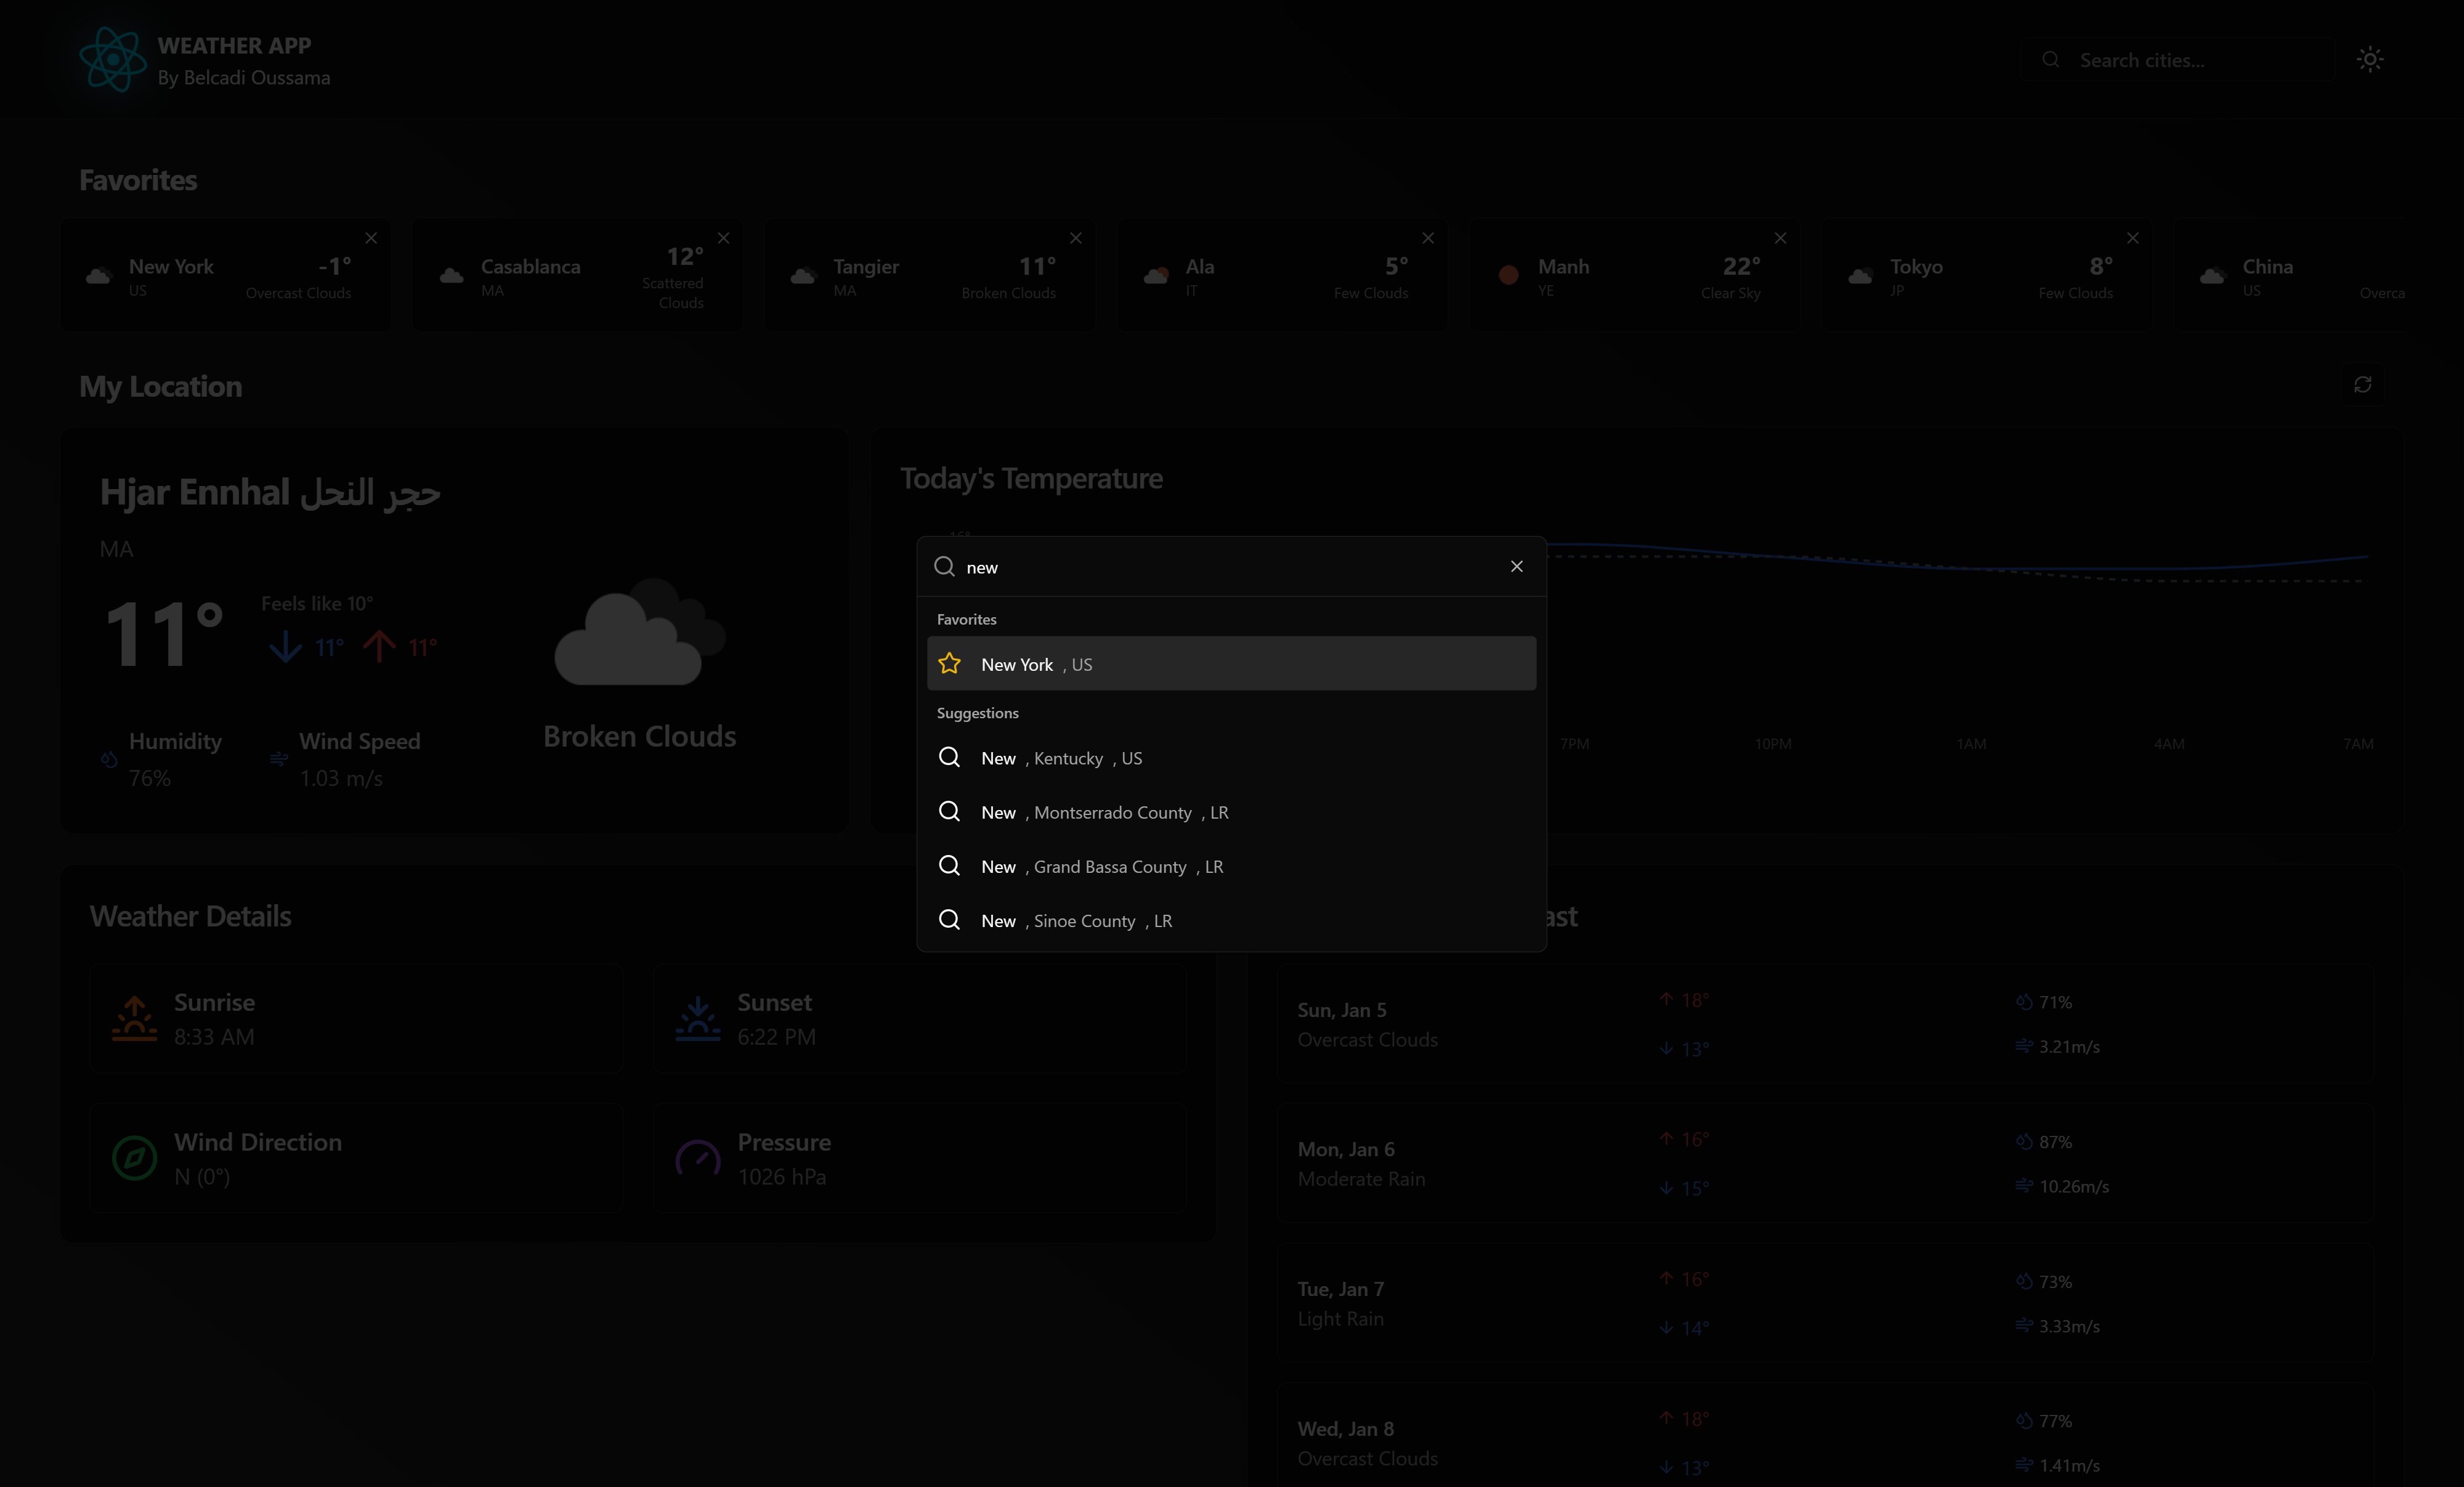 WEATHER APP
By Belcadi Oussama
Search cities...
Favorites
New York
US
-1°
Overcast Clouds
Casablanca
MA
12°
Scattered
Clouds
Tangier
MA
11°
Broken Clouds
Ala
IT
5°
Few Clouds
Manh
YE
22°
Clear Sky
Tokyo
JP
8°
Few Clouds
China
US
Overca
My Location
Hjar Ennhal حجر النحل
MA
11°
Feels like 10°
11° 11°
Humidity
76%
Wind Speed
1.03 m/s
Broken Clouds
Today's Temperature
7PM 10PM 1AM 4AM 7AM
new
Favorites
New York , US
Suggestions
New , Kentucky , US
New , Montserrado County , LR
New , Grand Bassa County , LR
New , Sinoe County , LR
Weather Details
Sunrise
8:33 AM
Sunset
6:22 PM
Wind Direction
N (0°)
Pressure
1026 hPa
ast
Sun, Jan 5
Overcast Clouds
18°
13°
71%
3.21m/s
Mon, Jan 6
Moderate Rain
16°
15°
87%
10.26m/s
Tue, Jan 7
Light Rain
16°
14°
73%
3.33m/s
Wed, Jan 8
Overcast Clouds
18°
13°
77%
1.41m/s